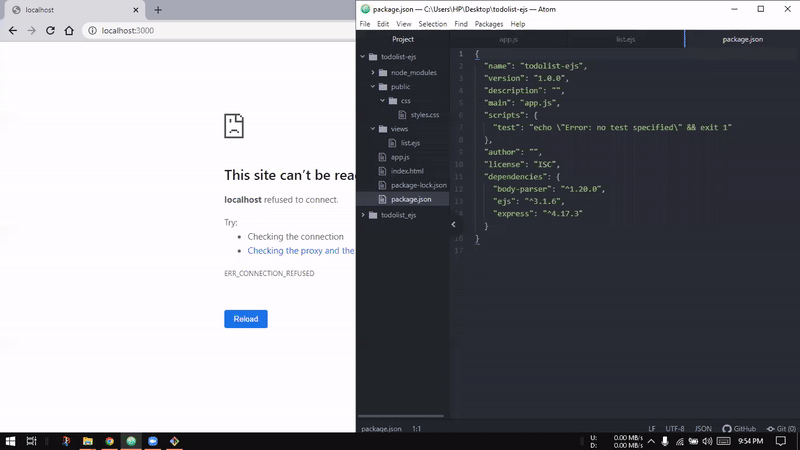 localhost
localhost:3000
This site can't be rea
localhost refused to connect.
Try:
Checking the connection
Checking the proxy and the
ERR_CONNECTION_REFUSED
Reload
package.json — C:\Users\HP\Desktop\todolist-ejs — Atom
File Edit View Selection Find Packages Help
Project
todolist-ejs
node_modules
public
css
styles.css
views
list.ejs
app.js
index.html
package-lock.json
package.json
todolist_ejs
app.js list.ejs package.json
1 {
2 "name": "todolist-ejs",
3 "version": "1.0.0",
4 "description": "",
5 "main": "app.js",
6 "scripts": {
7 "test": "echo \"Error: no test specified\" && exit 1"
8 },
9 "author": "",
10 "license": "ISC",
11 "dependencies": {
12 "body-parser": "^1.20.0",
13 "ejs": "^3.1.6",
14 "express": "^4.17.3"
}
16 }
17
package.json 1:1 LF UTF-8 JSON GitHub Git (0)
U: 0.00 MB/s
D: 0.00 MB/s
9:54 PM